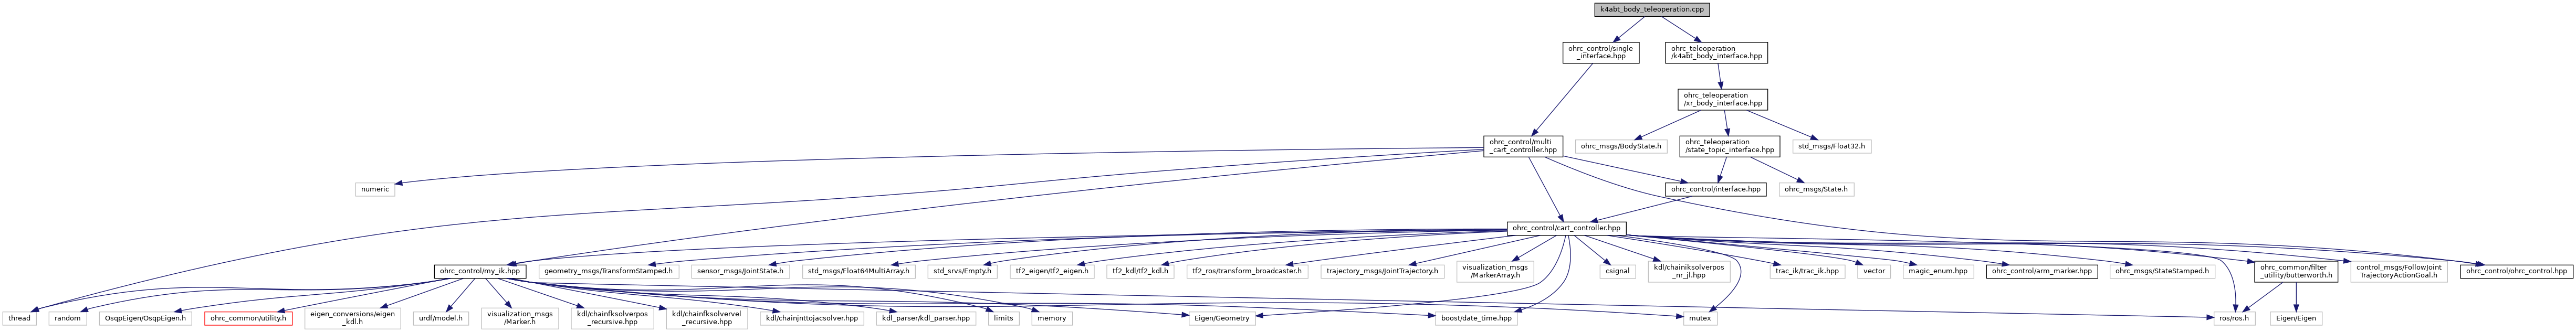 k4abt_body_teleoperation.cpp
ohrc_control/single
_interface.hpp
ohrc_teleoperation
/k4abt_body_interface.hpp
ohrc_teleoperation
/xr_body_interface.hpp
ohrc_control/multi
_cart_controller.hpp
ohrc_msgs/BodyState.h
ohrc_teleoperation
/state_topic_interface.hpp
std_msgs/Float32.h
numeric
ohrc_control/interface.hpp
ohrc_msgs/State.h
ohrc_control/cart_controller.hpp
ohrc_control/my_ik.hpp
geometry_msgs/TransformStamped.h
sensor_msgs/JointState.h
std_msgs/Float64MultiArray.h
std_srvs/Empty.h
tf2_eigen/tf2_eigen.h
tf2_kdl/tf2_kdl.h
tf2_ros/transform_broadcaster.h
trajectory_msgs/JointTrajectory.h
visualization_msgs
/MarkerArray.h
csignal
kdl/chainiksolverpos
_nr_jl.hpp
trac_ik/trac_ik.hpp
vector
magic_enum.hpp
ohrc_control/arm_marker.hpp
ohrc_msgs/StateStamped.h
ohrc_common/filter
_utility/butterworth.h
control_msgs/FollowJoint
TrajectoryActionGoal.h
ohrc_control/ohrc_control.hpp
thread
random
OsqpEigen/OsqpEigen.h
ohrc_common/utility.h
eigen_conversions/eigen
_kdl.h
urdf/model.h
visualization_msgs
/Marker.h
kdl/chainfksolverpos
_recursive.hpp
kdl/chainfksolvervel
_recursive.hpp
kdl/chainjnttojacsolver.hpp
kdl_parser/kdl_parser.hpp
limits
memory
Eigen/Geometry
boost/date_time.hpp
mutex
ros/ros.h
Eigen/Eigen